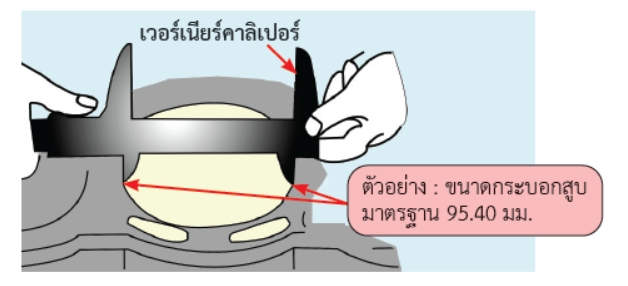 เวอร์เนียร์คาลิเปอร์
ตัวอย่าง : ขนาดกระบอกสูบ
มาตรฐาน 95.40 มม.